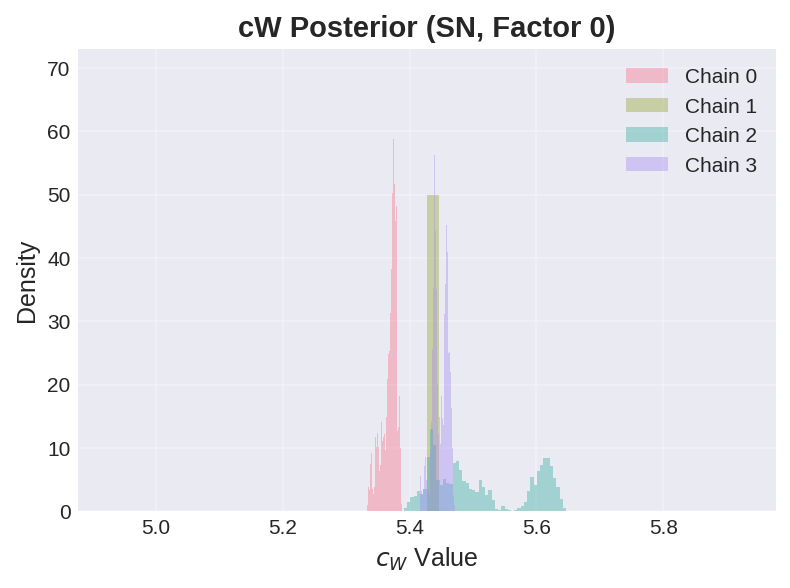 cW Posterior (SN, Factor 0)
70
60
50
40
30
20
10
0
Density
Chain 0
Chain 1
Chain 2
Chain 3
5.0 5.2 5.4 5.6 5.8
c_W Value